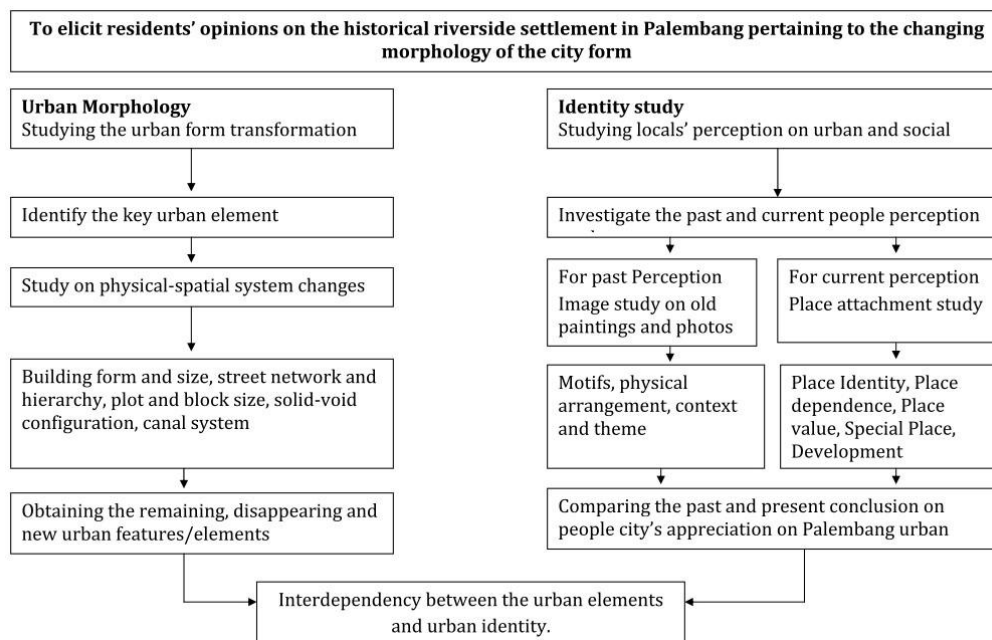 To elicit residents' opinions on the historical riverside settlement in Palembang pertaining to the changing
morphology of the city form
Urban Morphology
Studying the urban form transformation
Identify the key urban element
Study on physical-spatial system changes
Building form and size, street network and
hierarchy, plot and block size, solid-void
configuration, canal system
Obtaining the remaining, disappearing and
new urban features/elements
Identity study
Studying locals' perception on urban and social
Investigate the past and current people perception
For past Perception
Image study on old
paintings and photos
For current perception
Place attachment study
Motifs, physical
arrangement, context
and theme
Place Identity, Place
dependence, Place
value, Special Place,
Development
Comparing the past and present conclusion on
people city's appreciation on Palembang urban
Interdependency between the urban elements
and urban identity.